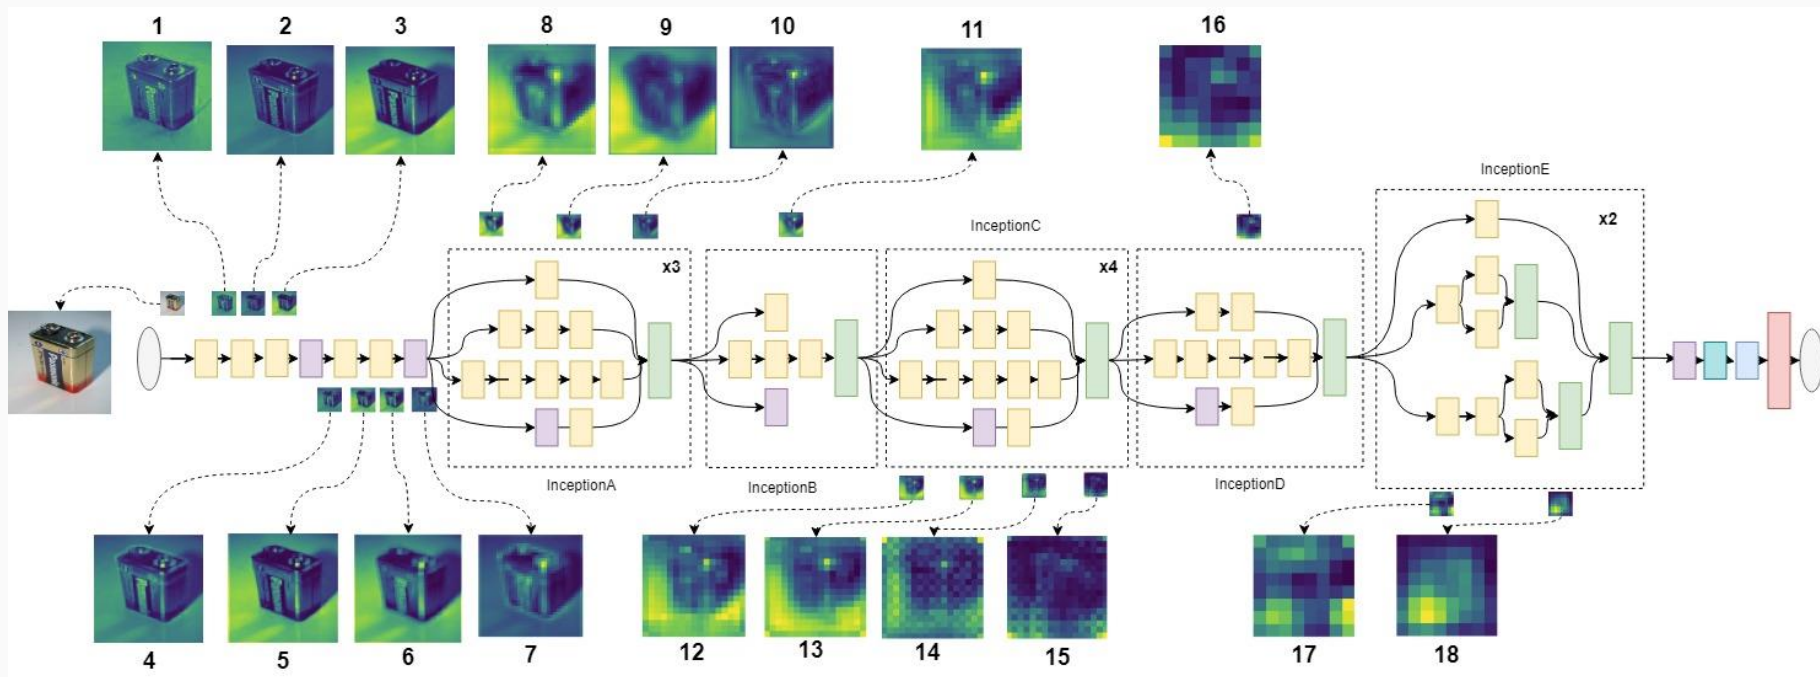 1 2 3 8 9 10 11 16
InceptionE
x2
InceptionC
x3
x4
Panasonic
InceptionA
InceptionB
InceptionD
4 5 6 7 12 13 14 15 17 18